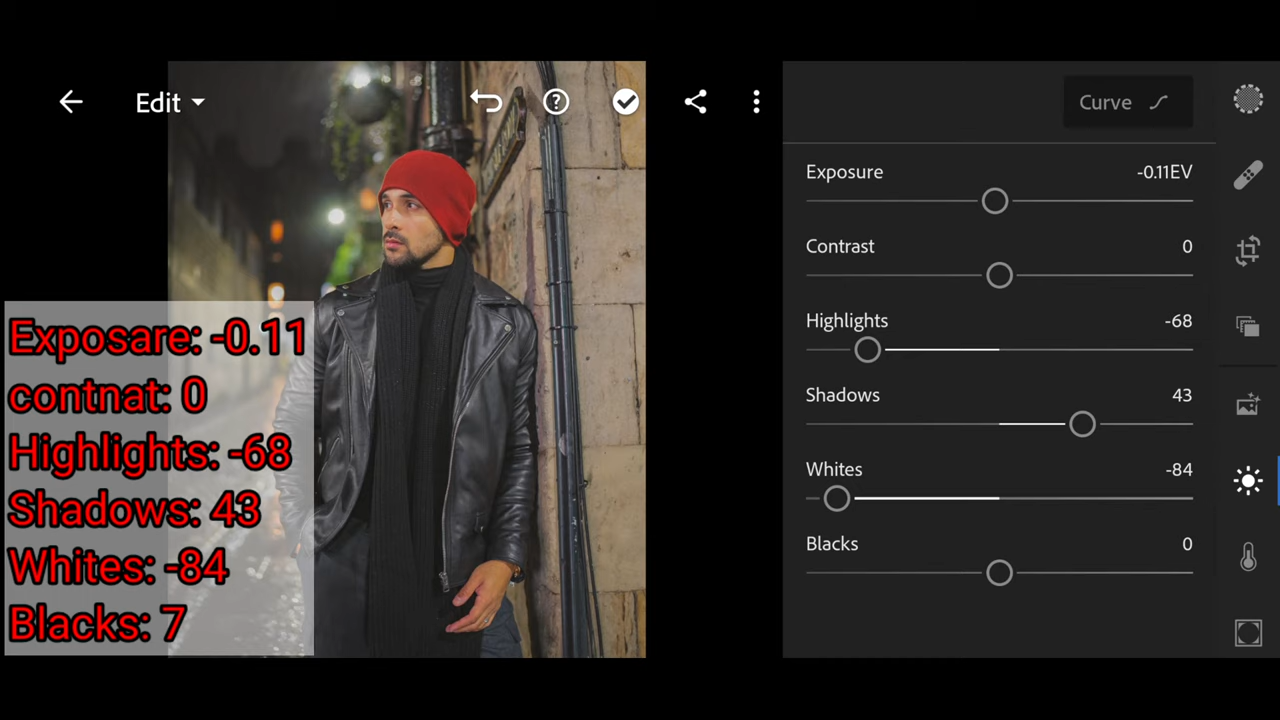 Edit
Curve
Exposure -0.11EV
Contrast 0
Highlights -68
Shadows 43
Whites -84
Blacks 0
Exposare: -0.11
contnat: 0
Highlights: -68
Shadows: 43
Whites: -84
Blacks: 7